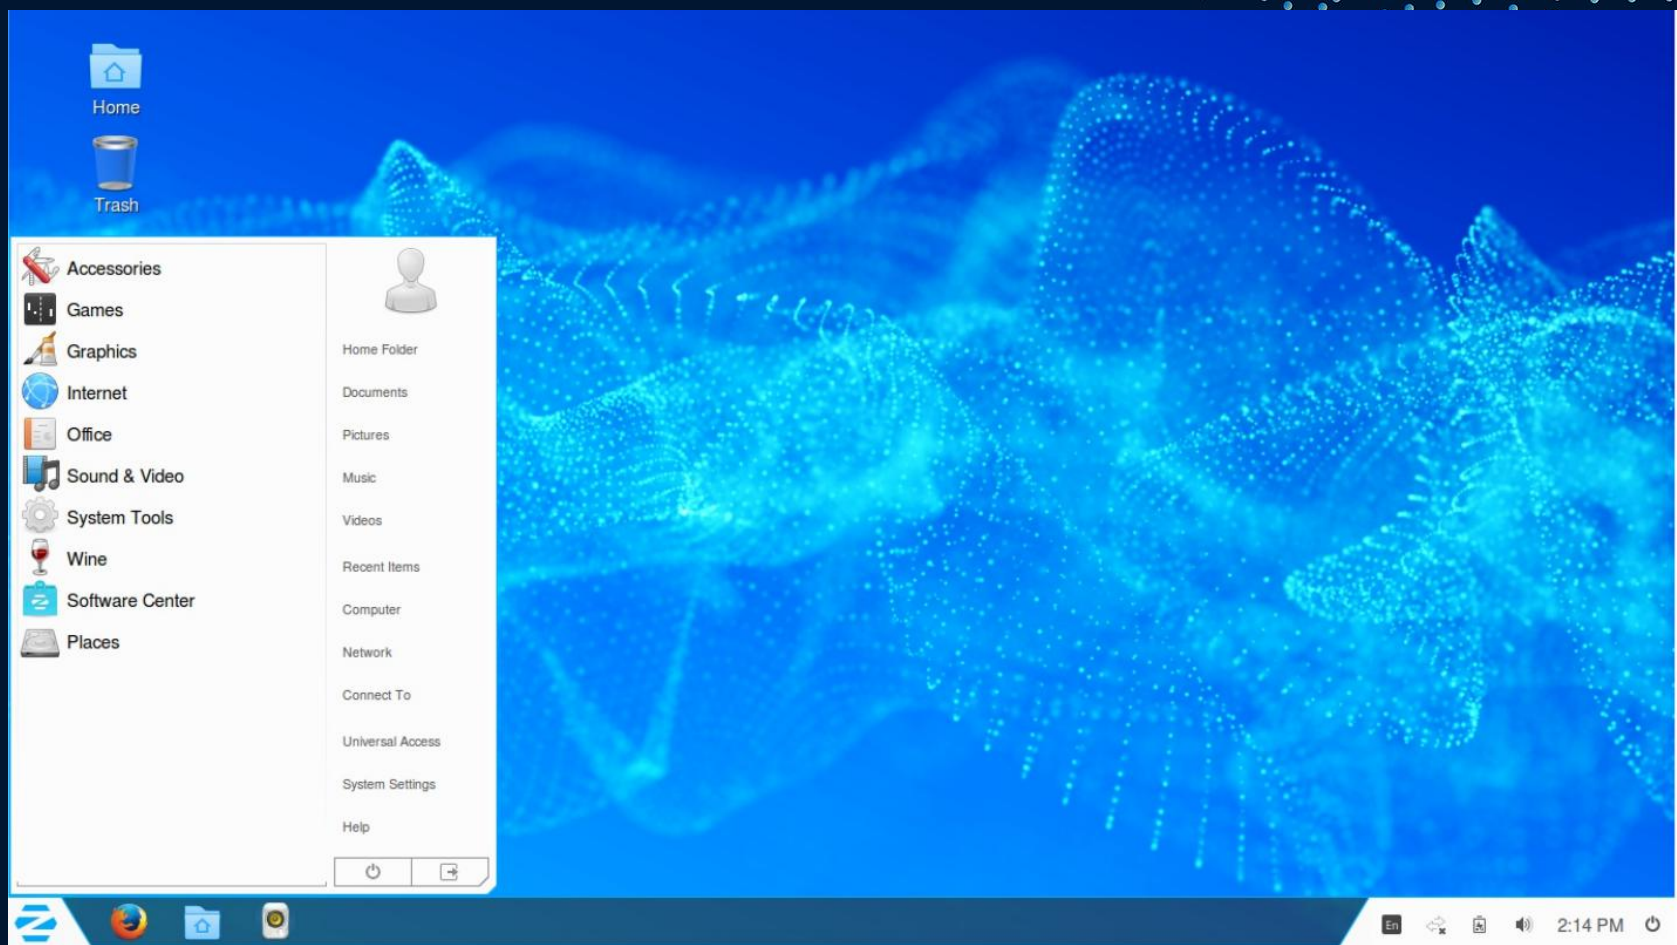 Home
Trash
Accessories
Games
Graphics
Internet
Office
Sound & Video
System Tools
Wine
Software Center
Places
Home Folder
Documents
Pictures
Music
Videos
Recent Items
Computer
Network
Connect To
Universal Access
System Settings
Help
En
2:14 PM